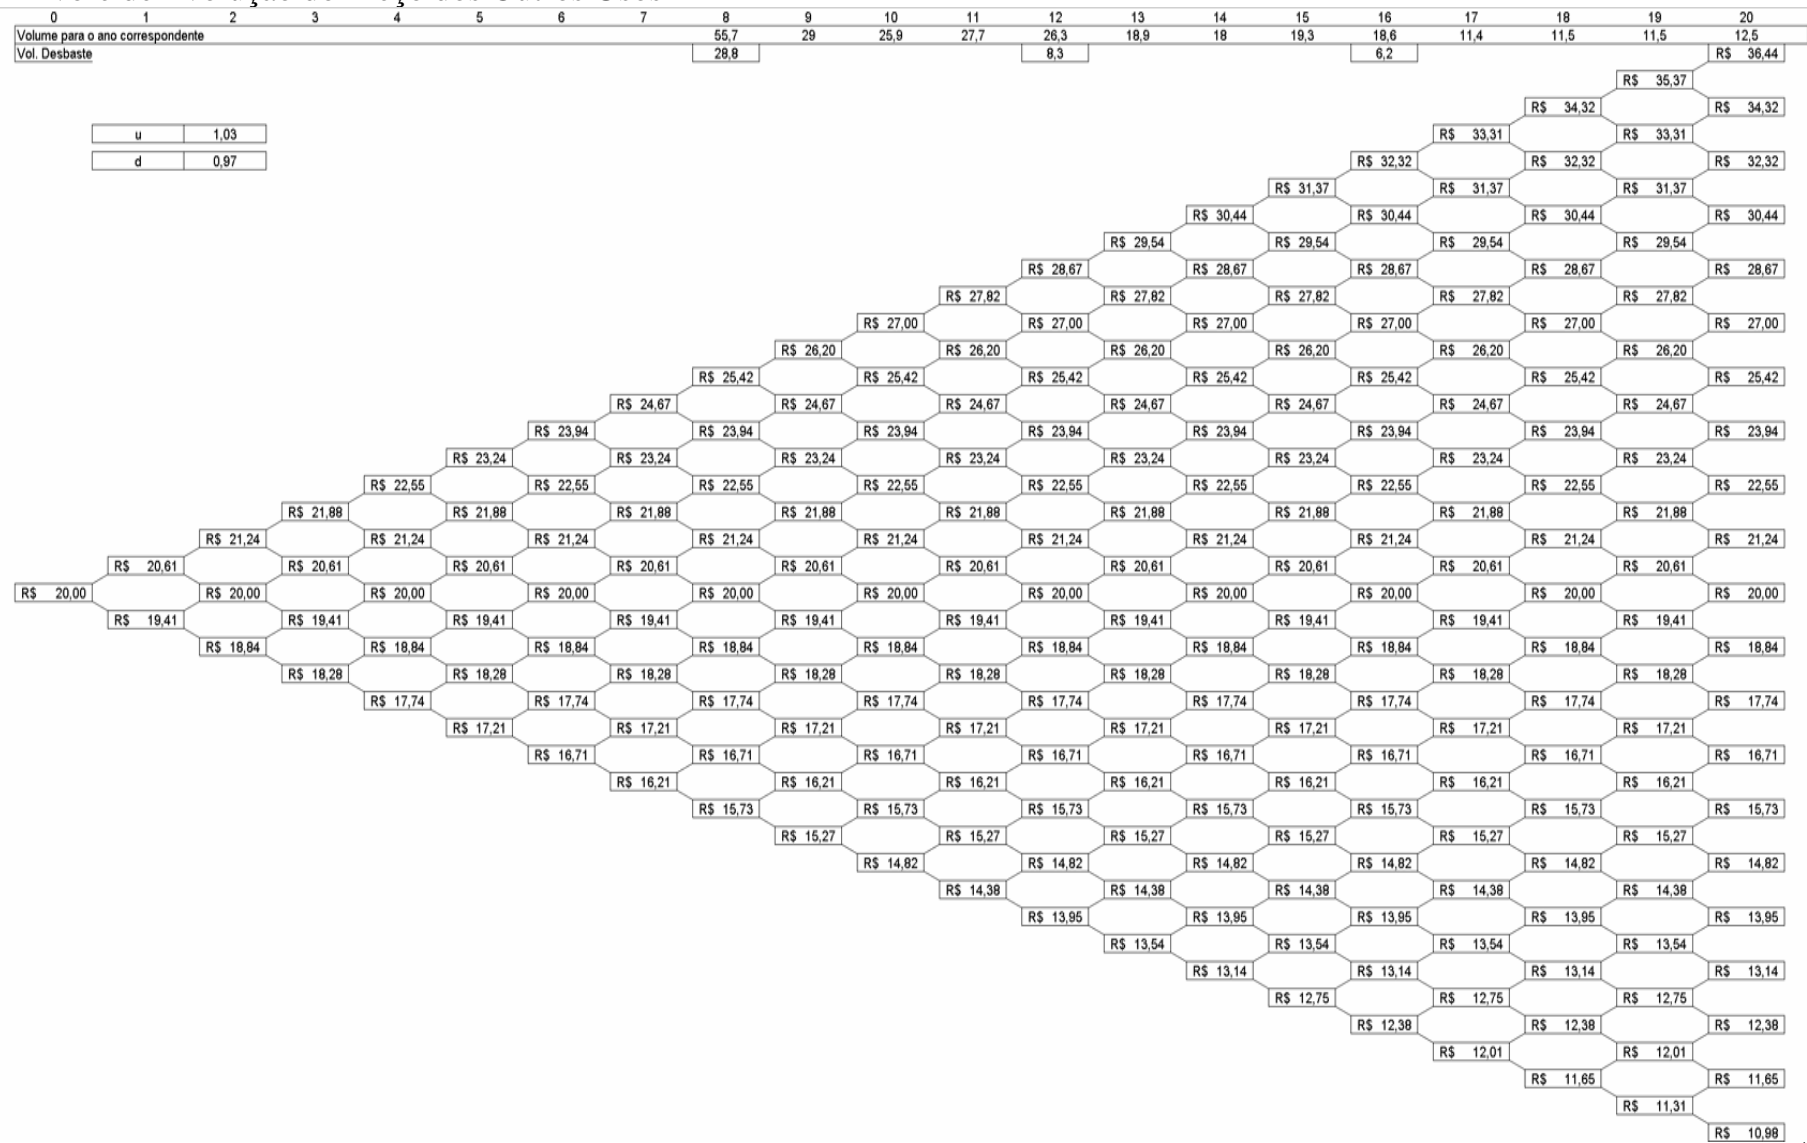 0 1 2 3 4 5 6 7 8 9 10 11 12 13 14 15 16 17 18 19 20
Volume para o ano correspondente 55,7 29 25,9 27,7 26,3 18,9 18 19,3 18,6 11,4 11,5 11,5 12,5
Vol. Desbaste 28,8 8,3 6,2 R$ 36,44
R$ 35,37
R$ 34,32 R$ 34,32
u 1,03 R$ 33,31 R$ 33,31
d 0,97 R$ 32,32 R$ 32,32 R$ 32,32
R$ 31,37 R$ 31,37 R$ 31,37
R$ 30,44 R$ 30,44 R$ 30,44 R$ 30,44
R$ 29,54 R$ 29,54 R$ 29,54 R$ 29,54
R$ 28,67 R$ 28,67 R$ 28,67 R$ 28,67 R$ 28,67
R$ 27,82 R$ 27,82 R$ 27,82 R$ 27,82 R$ 27,82
R$ 27,00 R$ 27,00 R$ 27,00 R$ 27,00 R$ 27,00 R$ 27,00
R$ 26,20 R$ 26,20 R$ 26,20 R$ 26,20 R$ 26,20 R$ 26,20
R$ 25,42 R$ 25,42 R$ 25,42 R$ 25,42 R$ 25,42 R$ 25,42 R$ 25,42
R$ 24,67 R$ 24,67 R$ 24,67 R$ 24,67 R$ 24,67 R$ 24,67 R$ 24,67
R$ 23,94 R$ 23,94 R$ 23,94 R$ 23,94 R$ 23,94 R$ 23,94 R$ 23,94 R$ 23,94
R$ 23,24 R$ 23,24 R$ 23,24 R$ 23,24 R$ 23,24 R$ 23,24 R$ 23,24 R$ 23,24
R$ 22,55 R$ 22,55 R$ 22,55 R$ 22,55 R$ 22,55 R$ 22,55 R$ 22,55 R$ 22,55 R$ 22,55
R$ 21,88 R$ 21,88 R$ 21,88 R$ 21,88 R$ 21,88 R$ 21,88 R$ 21,88 R$ 21,88 R$ 21,88
R$ 21,24 R$ 21,24 R$ 21,24 R$ 21,24 R$ 21,24 R$ 21,24 R$ 21,24 R$ 21,24 R$ 21,24 R$ 21,24
R$ 20,61 R$ 20,61 R$ 20,61 R$ 20,61 R$ 20,61 R$ 20,61 R$ 20,61 R$ 20,61 R$ 20,61 R$ 20,61
R$ 20,00 R$ 20,00 R$ 20,00 R$ 20,00 R$ 20,00 R$ 20,00 R$ 20,00 R$ 20,00 R$ 20,00 R$ 20,00 R$ 20,00
R$ 19,41 R$ 19,41 R$ 19,41 R$ 19,41 R$ 19,41 R$ 19,41 R$ 19,41 R$ 19,41 R$ 19,41 R$ 19,41
R$ 18,84 R$ 18,84 R$ 18,84 R$ 18,84 R$ 18,84 R$ 18,84 R$ 18,84 R$ 18,84 R$ 18,84 R$ 18,84
R$ 18,28 R$ 18,28 R$ 18,28 R$ 18,28 R$ 18,28 R$ 18,28 R$ 18,28 R$ 18,28 R$ 18,28
R$ 17,74 R$ 17,74 R$ 17,74 R$ 17,74 R$ 17,74 R$ 17,74 R$ 17,74 R$ 17,74 R$ 17,74
R$ 17,21 R$ 17,21 R$ 17,21 R$ 17,21 R$ 17,21 R$ 17,21 R$ 17,21 R$ 17,21
R$ 16,71 R$ 16,71 R$ 16,71 R$ 16,71 R$ 16,71 R$ 16,71 R$ 16,71 R$ 16,71
R$ 16,21 R$ 16,21 R$ 16,21 R$ 16,21 R$ 16,21 R$ 16,21 R$ 16,21
R$ 15,73 R$ 15,73 R$ 15,73 R$ 15,73 R$ 15,73 R$ 15,73 R$ 15,73
R$ 15,27 R$ 15,27 R$ 15,27 R$ 15,27 R$ 15,27 R$ 15,27
R$ 14,82 R$ 14,82 R$ 14,82 R$ 14,82 R$ 14,82 R$ 14,82
R$ 14,38 R$ 14,38 R$ 14,38 R$ 14,38 R$ 14,38
R$ 13,95 R$ 13,95 R$ 13,95 R$ 13,95 R$ 13,95
R$ 13,54 R$ 13,54 R$ 13,54 R$ 13,54
R$ 13,14 R$ 13,14 R$ 13,14 R$ 13,14
R$ 12,75 R$ 12,75 R$ 12,75
R$ 12,38 R$ 12,38 R$ 12,38
R$ 12,01 R$ 12,01
R$ 11,65 R$ 11,65
R$ 11,31
R$ 10,98